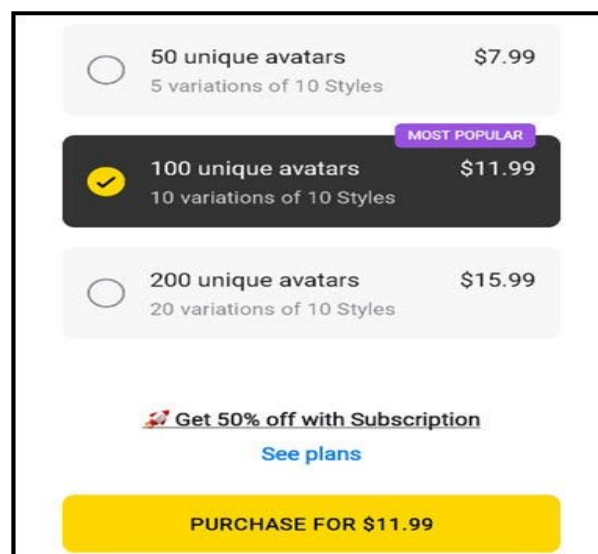 50 unique avatars $7.99
5 variations of 10 Styles
MOST POPULAR
100 unique avatars $11.99
10 variations of 10 Styles
200 unique avatars $15.99
20 variations of 10 Styles
🚀 Get 50% off with Subscription
See plans
PURCHASE FOR $11.99